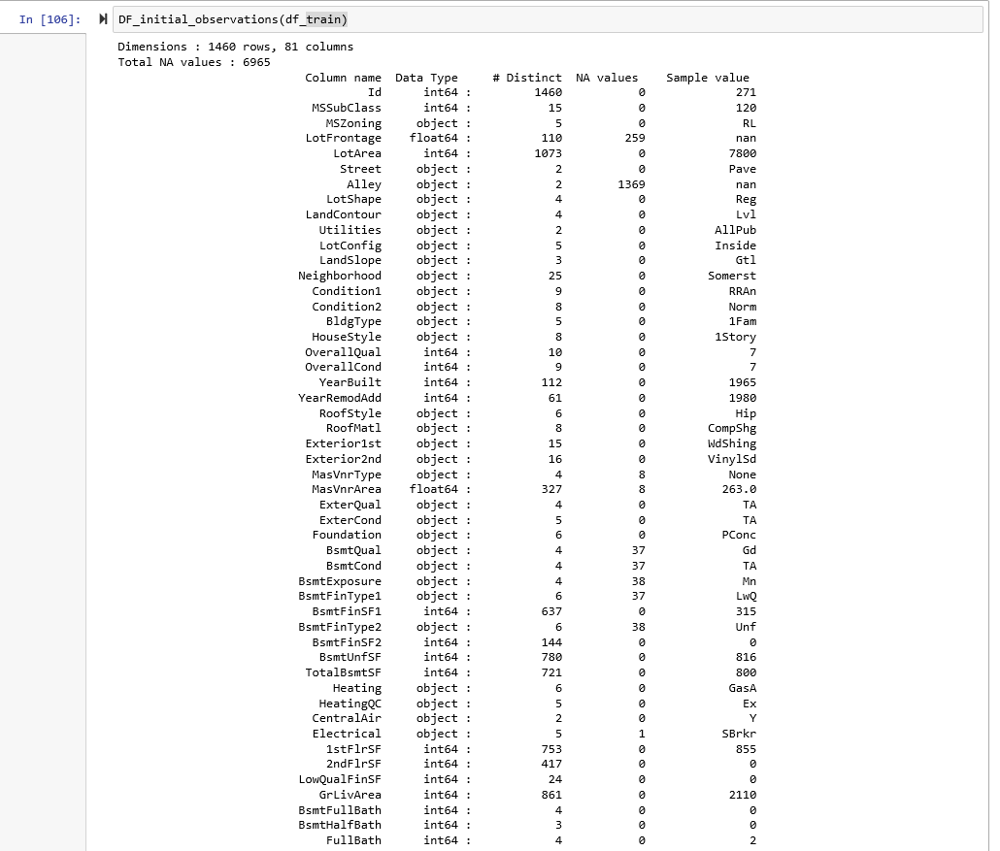 In [106]: DF_initial_observations(df_train)
Dimensions : 1460 rows, 81 columns
Total NA values : 6965
Column name Data Type # Distinct NA values Sample value
Id int64 : 1460 0 271
MSSubClass int64 : 15 0 120
MSZoning object : 5 0 RL
LotFrontage float64 : 110 259 nan
LotArea int64 : 1073 0 7800
Street object : 2 0 Pave
Alley object : 2 1369 nan
LotShape object : 4 0 Reg
LandContour object : 4 0 Lvl
Utilities object : 2 0 AllPub
LotConfig object : 5 0 Inside
LandSlope object : 3 0 Gtl
Neighborhood object : 25 0 Somerst
Condition1 object : 9 0 RRAn
Condition2 object : 8 0 Norm
BldgType object : 5 0 1Fam
HouseStyle object : 8 0 1Story
OverallQual int64 : 10 0 7
OverallCond int64 : 9 0 7
YearBuilt int64 : 112 0 1965
YearRemodAdd int64 : 61 0 1980
RoofStyle object : 6 0 Hip
RoofMatl object : 8 0 CompShg
Exterior1st object : 15 0 WdShing
Exterior2nd object : 16 0 VinylSd
MasVnrType object : 4 8 None
MasVnrArea float64 : 327 8 263.0
ExterQual object : 4 0 TA
ExterCond object : 5 0 TA
Foundation object : 6 0 PConc
BsmtQual object : 4 37 Gd
BsmtCond object : 4 37 TA
BsmtExposure object : 4 38 Mn
BsmtFinType1 object : 6 37 LwQ
BsmtFinSF1 int64 : 637 0 315
BsmtFinType2 object : 6 38 Unf
BsmtFinSF2 int64 : 144 0 0
BsmtUnfSF int64 : 780 0 816
TotalBsmtSF int64 : 721 0 800
Heating object : 6 0 GasA
HeatingQC object : 5 0 Ex
CentralAir object : 2 0 Y
Electrical object : 5 1 SBrkr
1stFlrSF int64 : 753 0 855
2ndFlrSF int64 : 417 0 0
LowQualFinSF int64 : 24 0 0
GrLivArea int64 : 861 0 2110
BsmtFullBath int64 : 4 0 0
BsmtHalfBath int64 : 3 0 0
FullBath int64 : 4 0 2